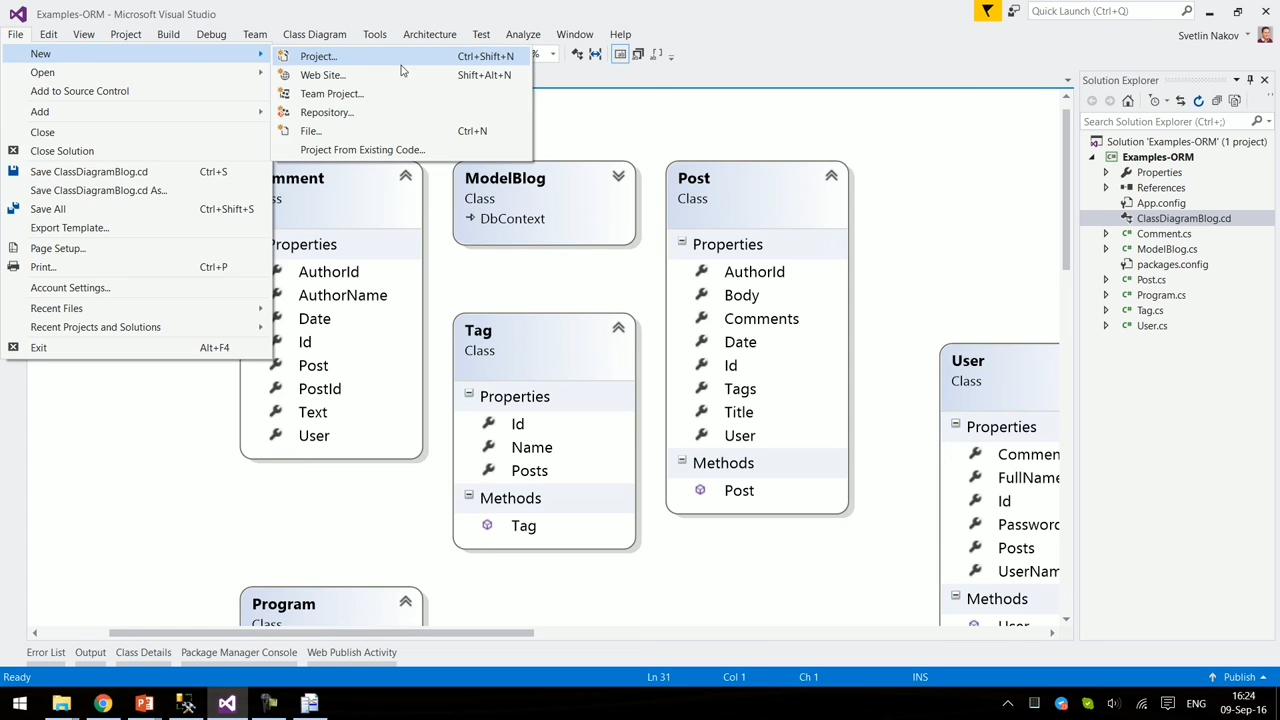 Examples-ORM - Microsoft Visual Studio
Quick Launch (Ctrl+Q)
File Edit View Project Build Debug Team Class Diagram Tools Architecture Test Analyze Window Help
Svetlin Nakov
New
Open
Add to Source Control
Add
Close
Close Solution
Save ClassDiagramBlog.cd Ctrl+S
Save ClassDiagramBlog.cd As...
Save All Ctrl+Shift+S
Export Template...
Page Setup...
Print... Ctrl+P
Account Settings...
Recent Files
Recent Projects and Solutions
Exit Alt+F4
Project... Ctrl+Shift+N
Web Site... Shift+Alt+N
Team Project...
Repository...
File... Ctrl+N
Project From Existing Code...
%
mment
ss
Properties
AuthorId
AuthorName
Date
Id
Post
PostId
Text
User
Program
Class
ModelBlog
Class
DbContext
Tag
Class
Properties
Id
Name
Posts
Methods
Tag
Post
Class
Properties
AuthorId
Body
Comments
Date
Id
Tags
Title
User
Methods
Post
User
Class
Properties
Commen
FullName
Id
Password
Posts
UserNam
Methods
User
Solution Explorer
Search Solution Explorer (Ctrl+;)
Solution 'Examples-ORM' (1 project)
Examples-ORM
Properties
References
App.config
ClassDiagramBlog.cd
Comment.cs
ModelBlog.cs
packages.config
Post.cs
Program.cs
Tag.cs
User.cs
Error List Output Class Details Package Manager Console Web Publish Activity
Ready Ln 31 Col 1 Ch 1 INS Publish
ENG
16:24
09-Sep-16